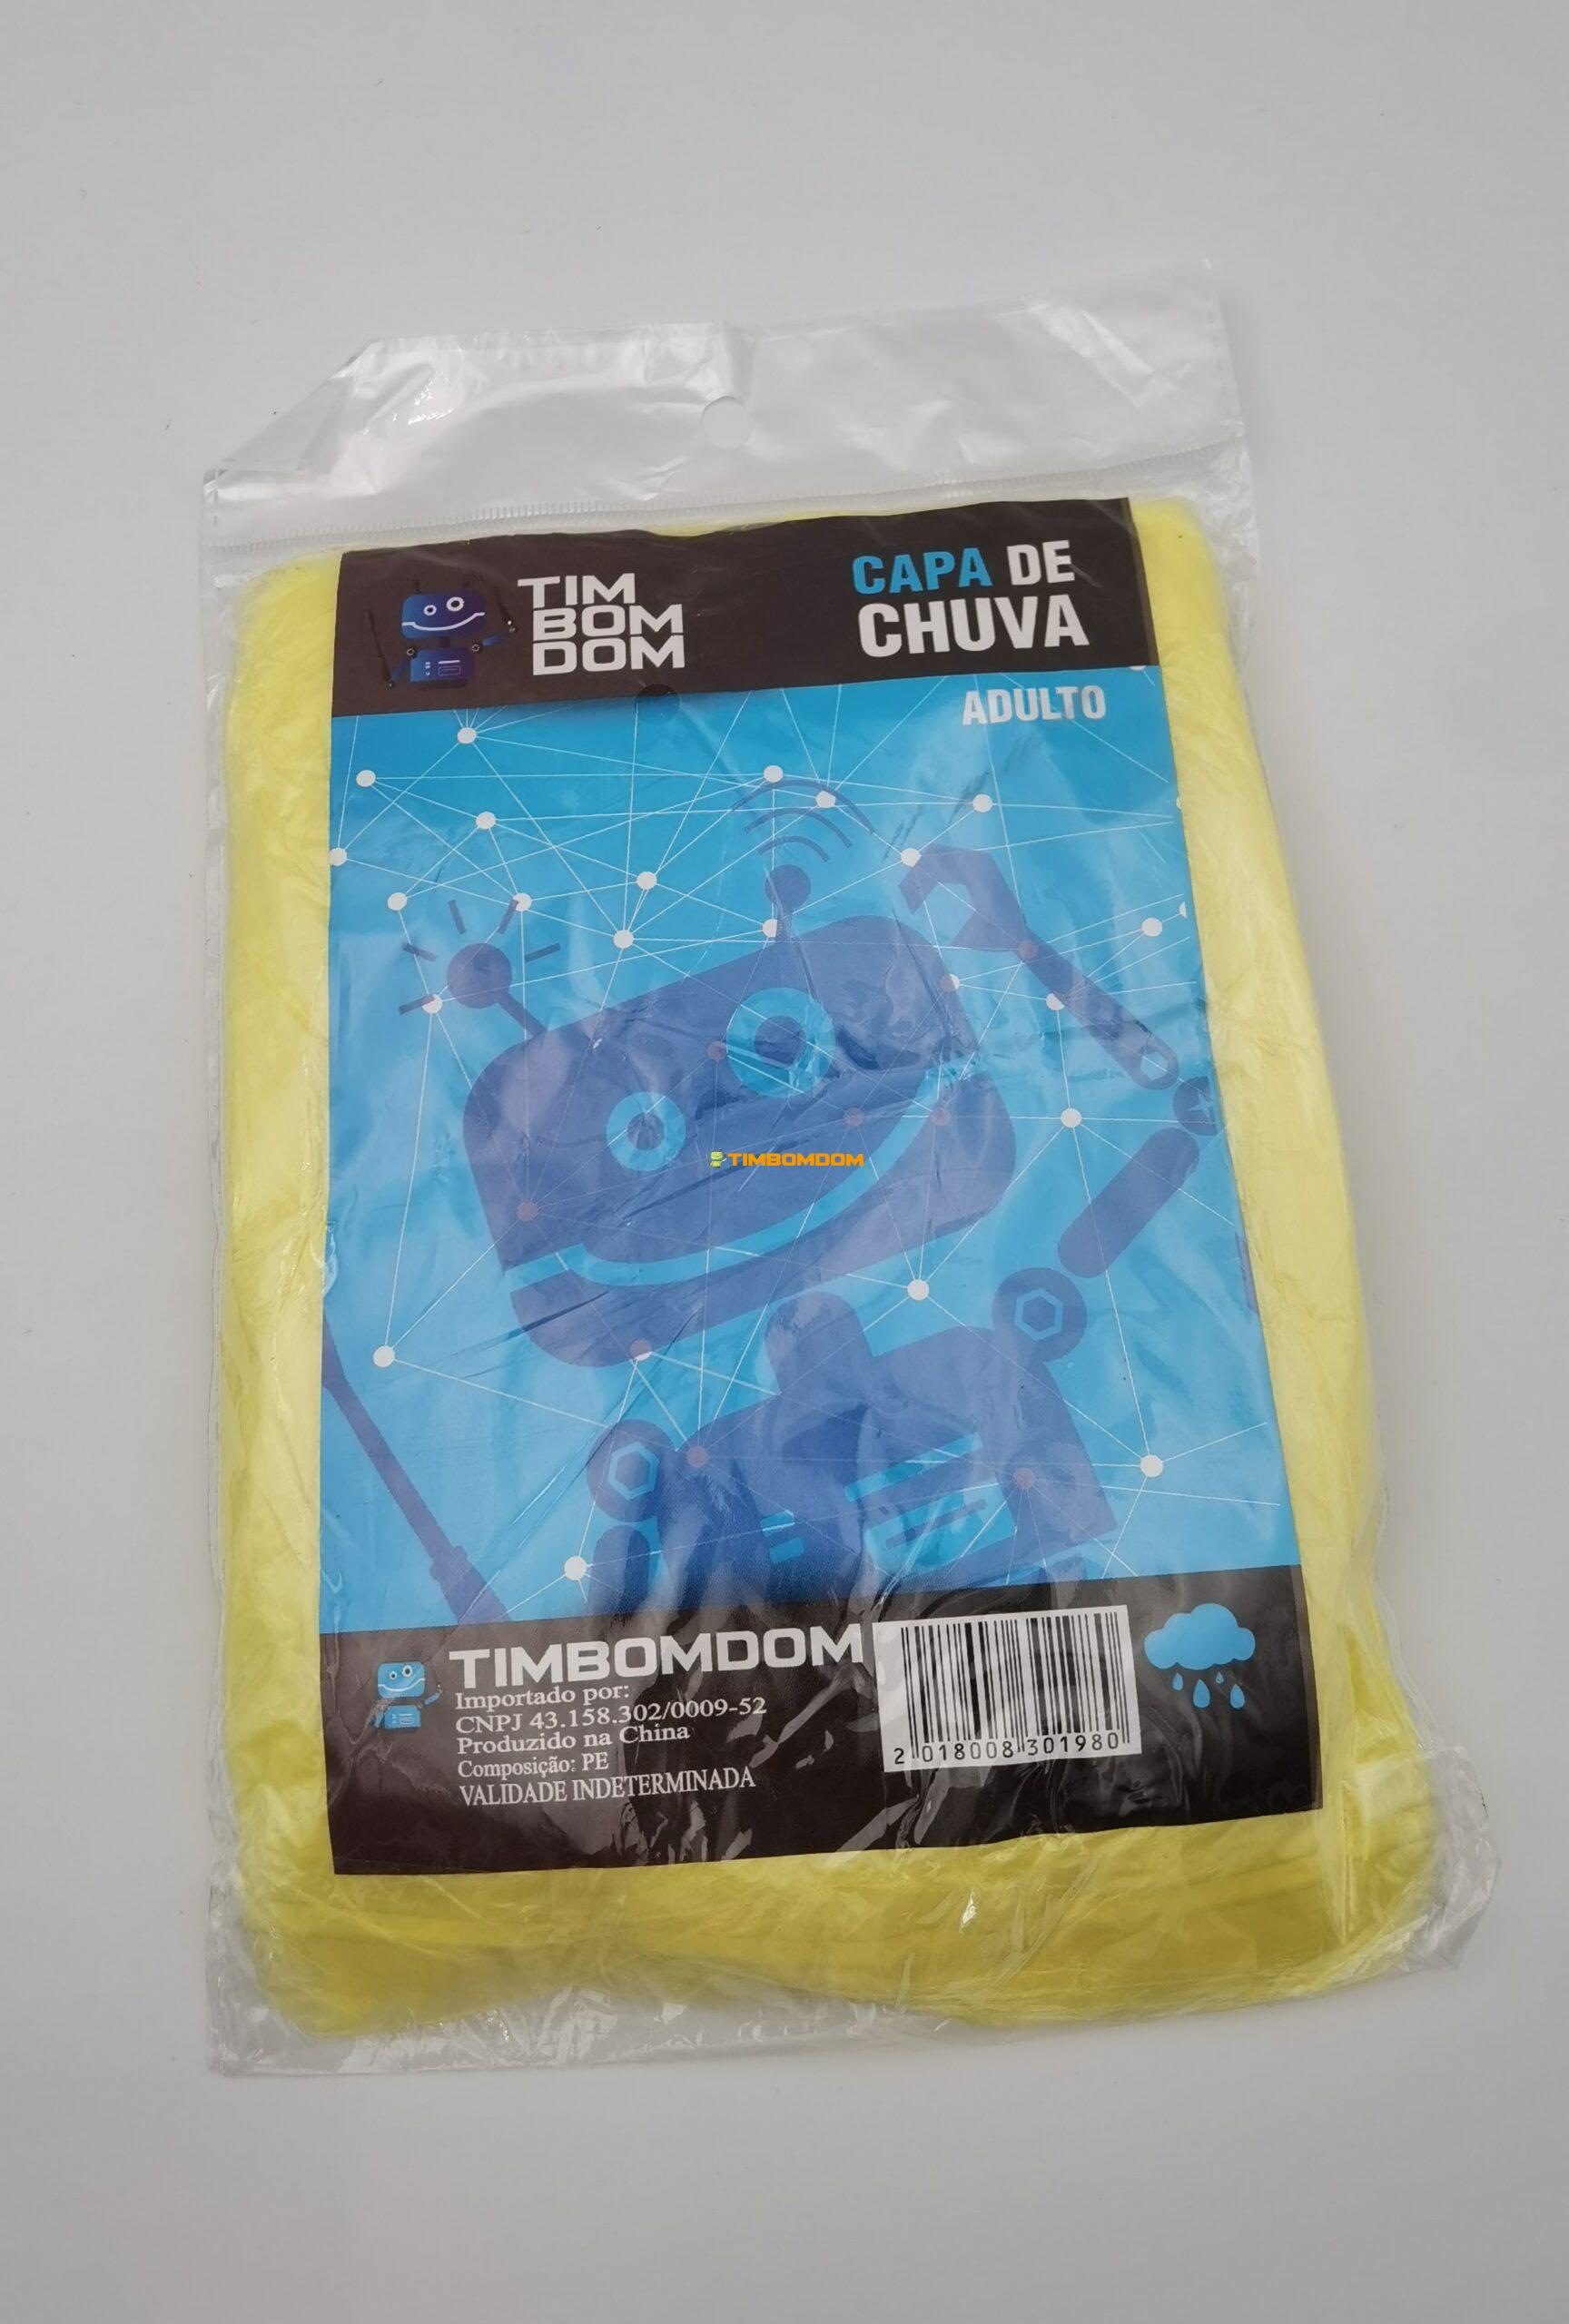 TIM
BOM
DOM
CAPA DE
CHUVA
ADULTO
TIMBOMDOM
TIMBOMDOM
Importado por:
CNPJ 43.158.302/0009-52
Produzido na China
Composição: PE
VALIDADE INDETERMINADA
2 018008 301980